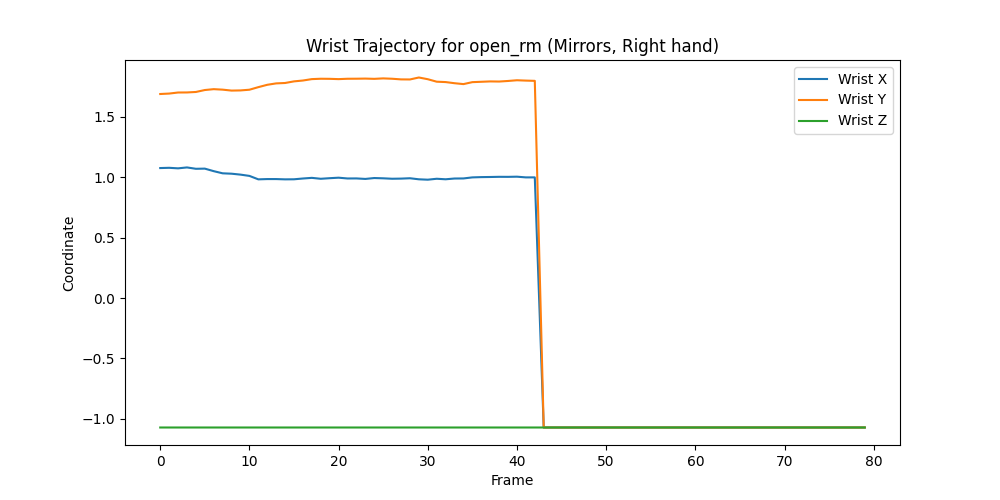 Wrist Trajectory for open_rm (Mirrors, Right hand)
Wrist X
Wrist Y
Wrist Z
Coordinate
1.5
1.0
0.5
0.0
−0.5
−1.0
0 10 20 30 40 50 60 70 80
Frame